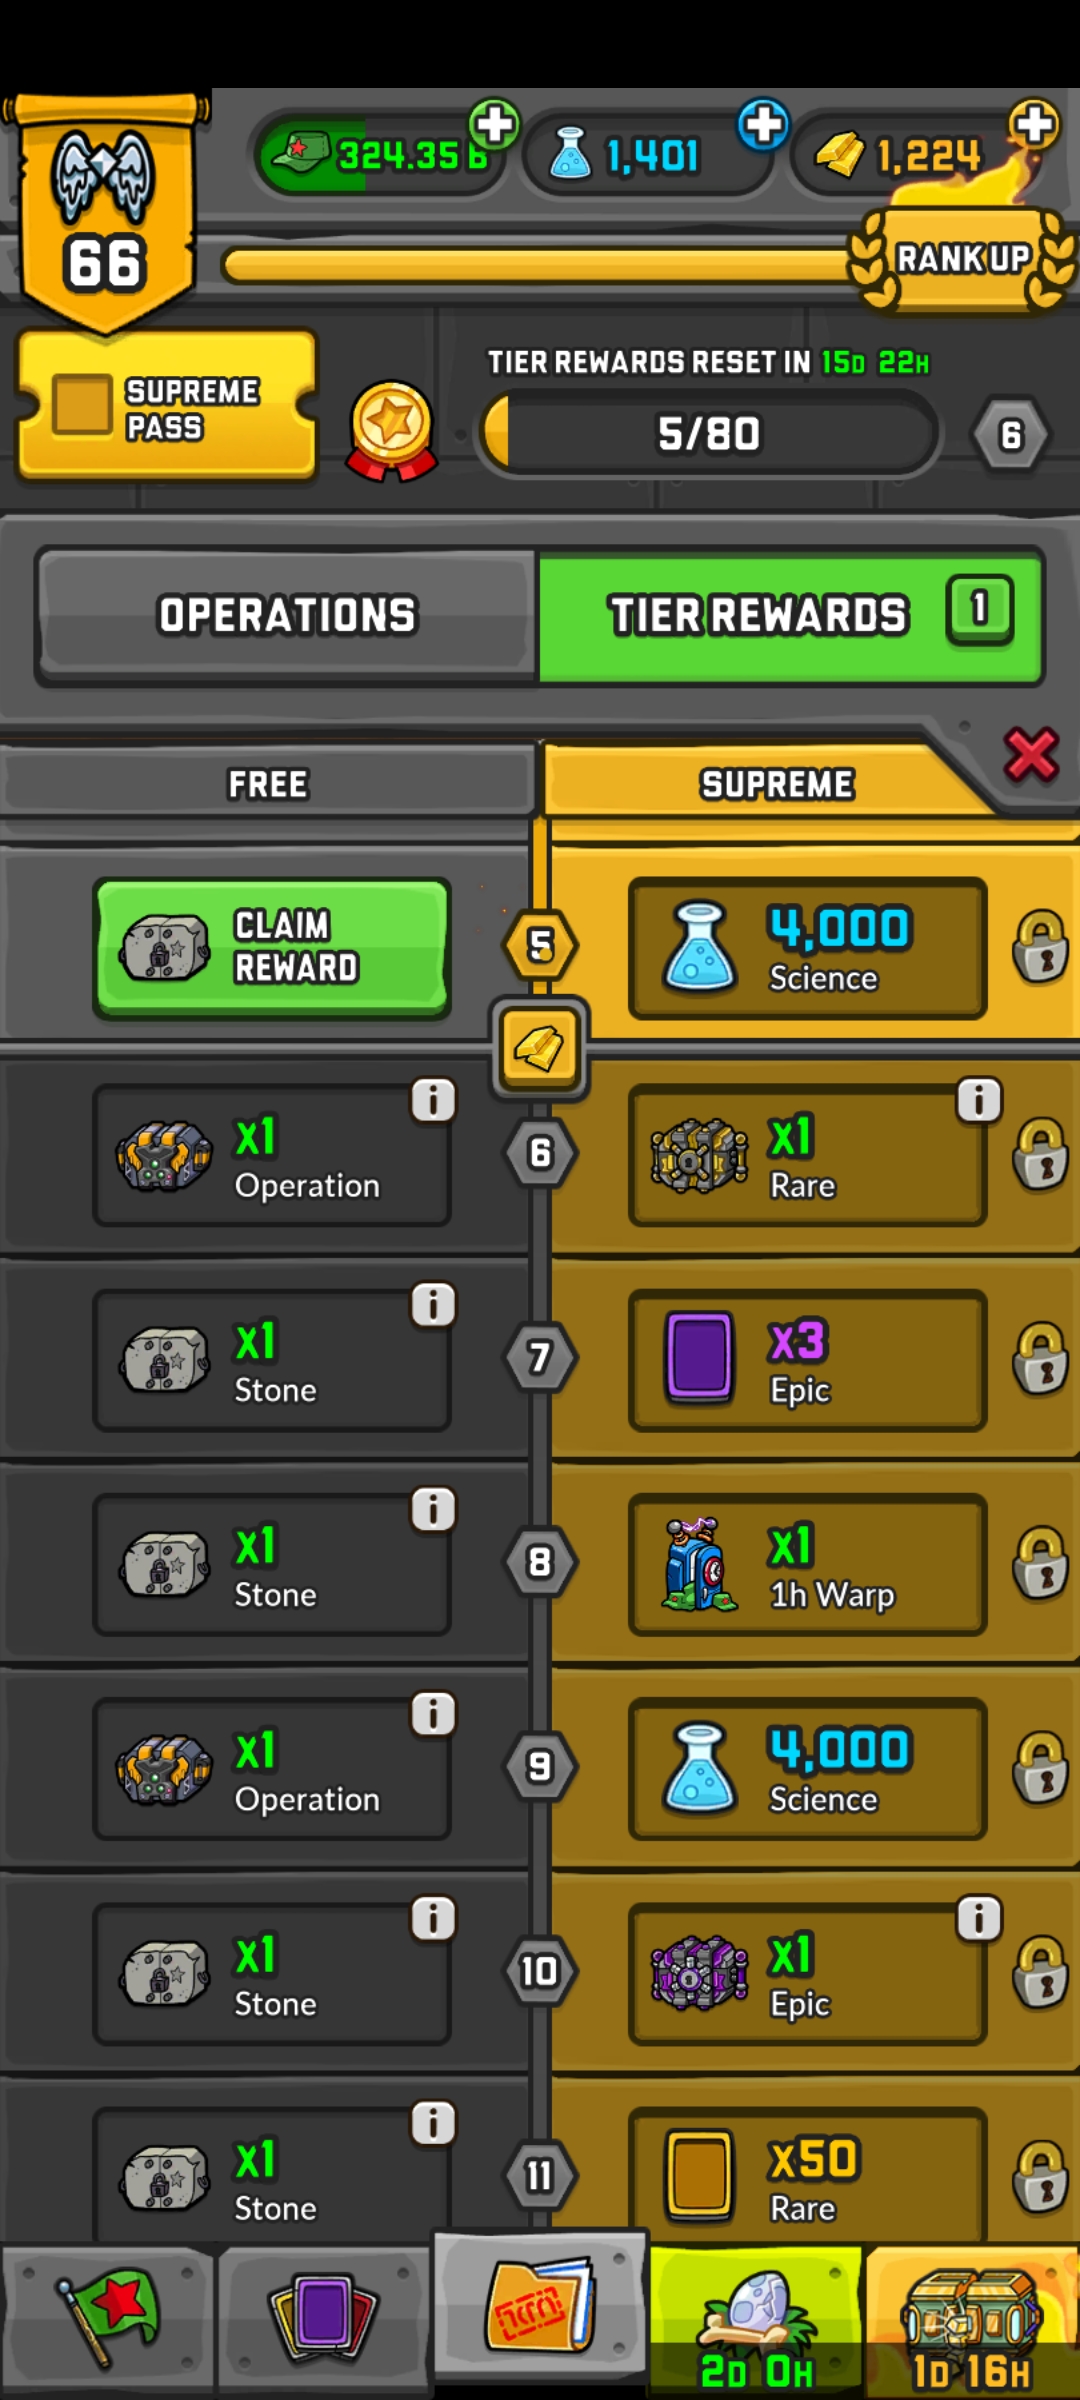 324.35 B
1,401
1,224
66
RANK UP
SUPREME
PASS
TIER REWARDS RESET IN 15D 22H
5/80
6
OPERATIONS
TIER REWARDS
1
FREE
SUPREME
CLAIM
REWARD
5
4,000
Science
X1
Operation
6
X1
Rare
X1
Stone
7
X3
Epic
X1
Stone
8
X1
1h Warp
X1
Operation
9
4,000
Science
X1
Stone
10
X1
Epic
X1
Stone
11
X50
Rare
2D 0H
1D 16H